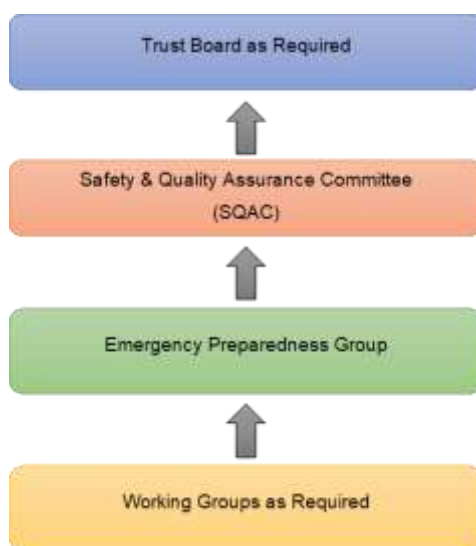 Trust Board as Required
Safety & Quality Assurance Committee
(SQAC)
Emergency Preparedness Group
Working Groups as Required